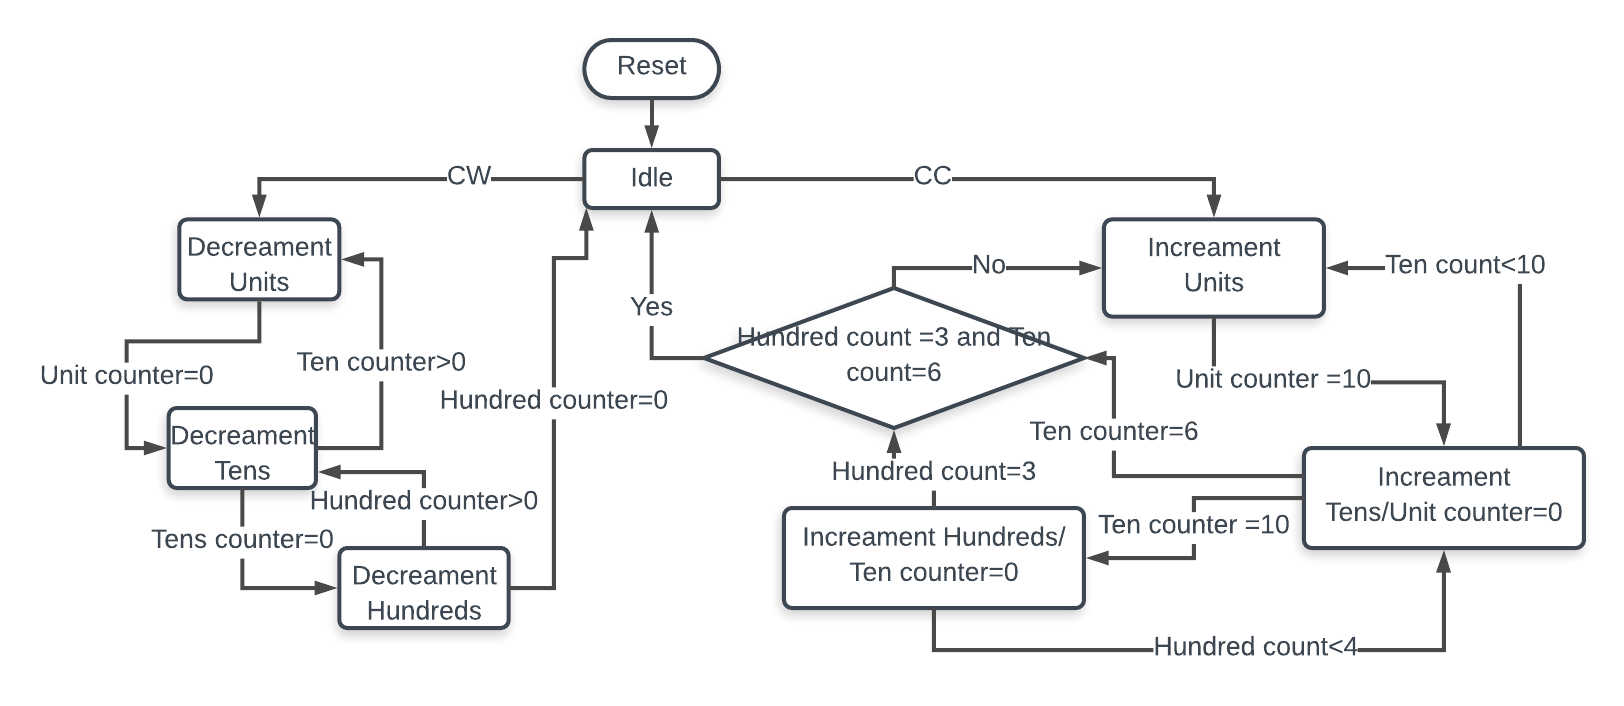 Reset
Idle
CW
CC
Decreament
Units
Increament
Units
No
Ten count<10
Yes
Hundred count =3 and Ten
count=6
Unit counter=0
Ten counter>0
Unit counter =10
Hundred counter=0
Decreament
Tens
Ten counter=6
Hundred count=3
Increament
Tens/Unit counter=0
Hundred counter>0
Ten counter =10
Tens counter=0
Increament Hundreds/
Ten counter=0
Decreament
Hundreds
Hundred count<4